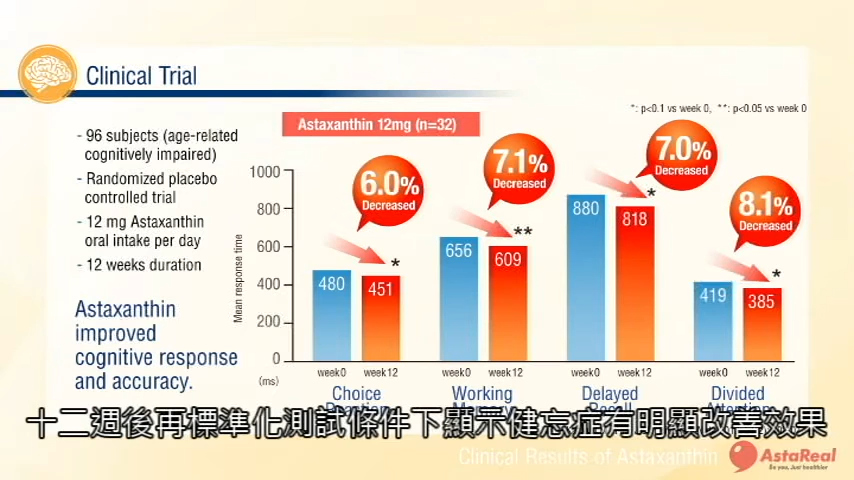 Clinical Trial
*: p<0.1 vs week 0, **: p<0.05 vs week 0
Astaxanthin 12mg (n=32)
- 96 subjects (age-related
cognitively impaired)
- Randomized placebo
controlled trial
- 12 mg Astaxanthin
oral intake per day
- 12 weeks duration
Astaxanthin
improved
cognitive response
and accuracy.
Mean response time
1000
800
600
400
200
0
(ms)
6.0%
Decreased
*
480
451
week0
week12
Choice
7.1%
Decreased
**
656
609
week0
week12
Working
7.0%
Decreased
*
880
818
week0
week12
Delayed
8.1%
Decreased
*
419
385
week0
week12
Divided
十二週後再標準化測試條件下顯示健忘症有明顯改善效果
Clinical Results of Astaxanthin
AstaReal
Be you, Just healthier